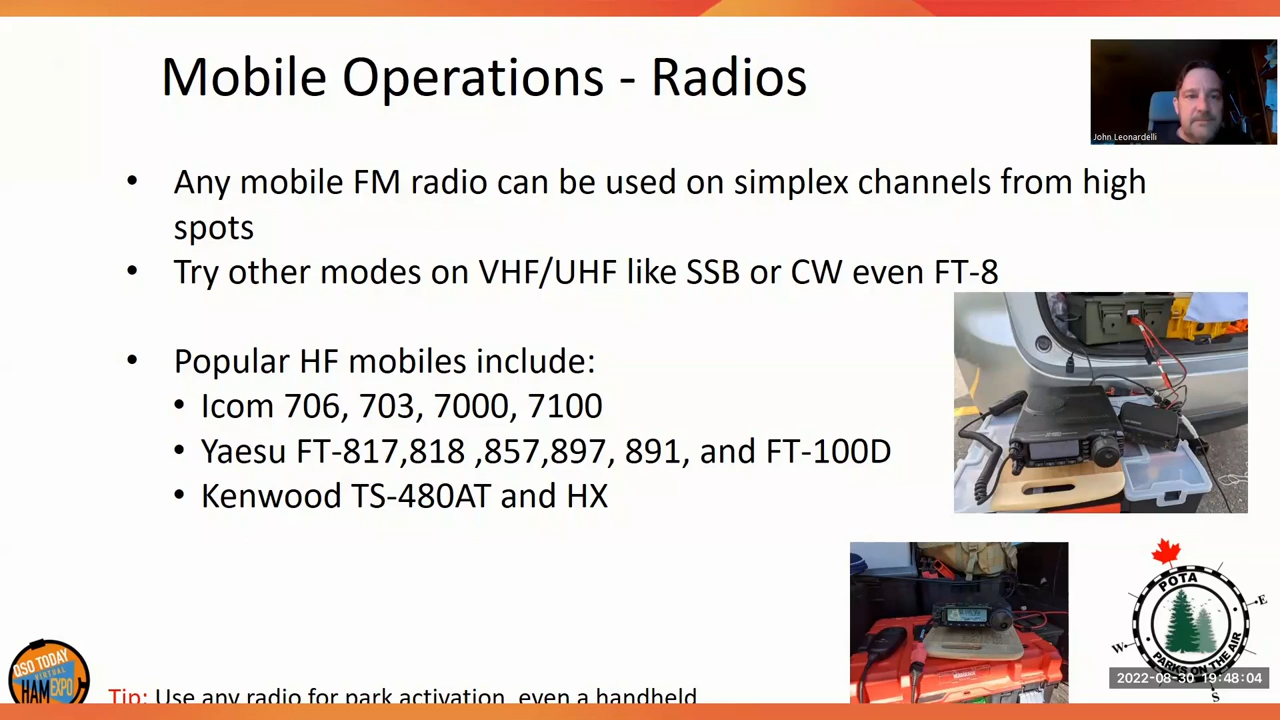 Mobile Operations - Radios
John Leonardelli
• Any mobile FM radio can be used on simplex channels from high
spots
• Try other modes on VHF/UHF like SSB or CW even FT-8
• Popular HF mobiles include:
• Icom 706, 703, 7000, 7100
• Yaesu FT-817,818 ,857,897, 891, and FT-100D
• Kenwood TS-480AT and HX
POTA
E
W
PARKS ON THE AIR
S
2022-08-30 19:48:04
QSO TODAY
VIRTUAL
HAM EXPO
Tip: Use any radio for park activation, even a handheld